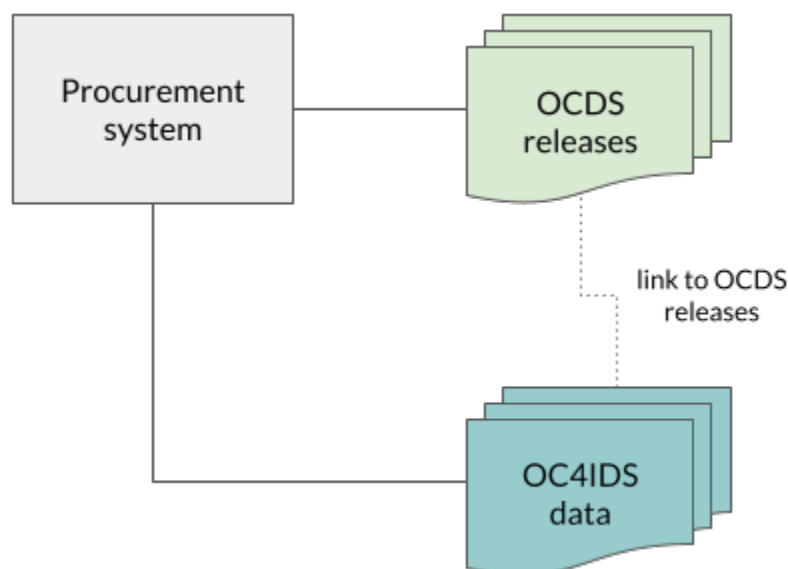 Procurement
system
OCDS
releases
link to OCDS
releases
OC4IDS
data